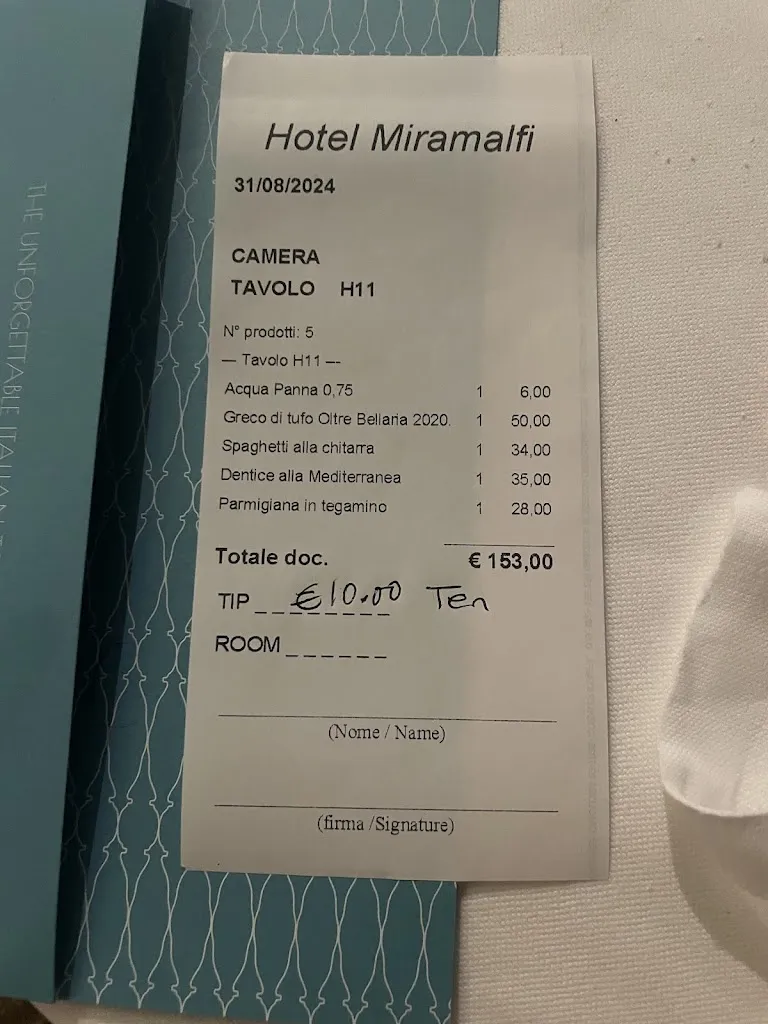 THE UNFORGETTABLE ITALIAN
Hotel Miramalfi
31/08/2024
CAMERA
TAVOLO H11
N° prodotti: 5
— Tavolo H11 —-
Acqua Panna 0,75 1 6,00
Greco di tufo Oltre Bellaria 2020. 1 50,00
Spaghetti alla chitarra 1 34,00
Dentice alla Mediterranea 1 35,00
Parmigiana in tegamino 1 28,00
Totale doc. € 153,00
TIP €10.00 Ten
ROOM
(Nome / Name)
(firma /Signature)